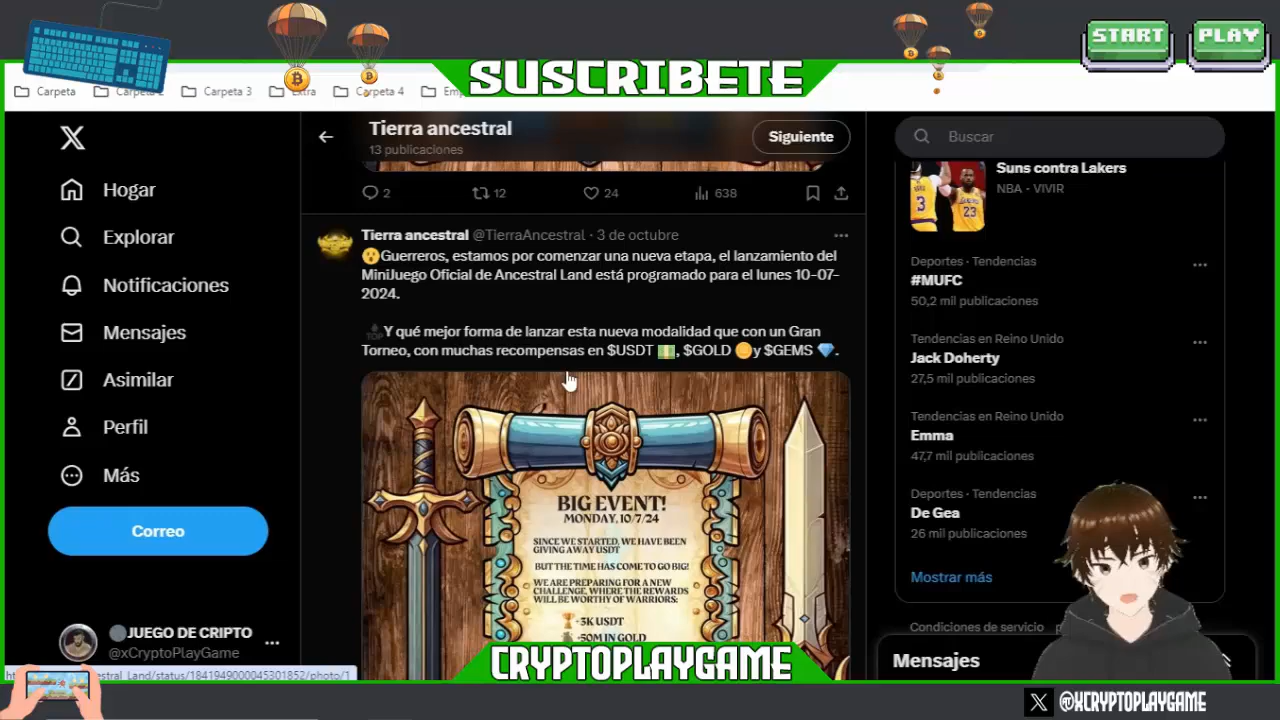 START
PLAY
SUSCRIBETE
Carpeta
Carpeta 2
Carpeta 3
Extra
Carpeta 4
X
Tierra ancestral
13 publicaciones
Siguiente
Buscar
Hogar
Explorar
Notificaciones
Mensajes
Asimilar
Perfil
Más
Correo
JUEGO DE CRIPTO
@xCryptoPlayGame
2
12
24
638
Tierra ancestral @TierraAncestral · 3 de octubre
😮Guerreros, estamos por comenzar una nueva etapa, el lanzamiento del
MiniJuego Oficial de Ancestral Land está programado para el lunes 10-07-
2024.
🔝Y qué mejor forma de lanzar esta nueva modalidad que con un Gran
Torneo, con muchas recompensas en $USDT 💵, $GOLD 🪙y $GEMS 💎.
BIG EVENT!
MONDAY, 10/7/24
SINCE WE STARTED, WE HAVE BEEN
GIVING AWAY USDT
BUT THE TIME HAS COME TO GO BIG!
WE ARE PREPARING FOR A NEW
CHALLENGE, WHERE THE REWARDS
WILL BE WORTHY OF WARRIORS:
+3K USDT
+50M IN GOLD
Suns contra Lakers
NBA · VIVIR
Deportes · Tendencias
#MUFC
50,2 mil publicaciones
Tendencias en Reino Unido
Jack Doherty
27,5 mil publicaciones
Tendencias en Reino Unido
Emma
47,7 mil publicaciones
Deportes · Tendencias
De Gea
26 mil publicaciones
Mostrar más
Condiciones de servicio
Mensajes
estral_Land/status/1841949000045301852/photo/1
CRYPTOPLAYGAME
X @XCRYPTOPLAYGAME